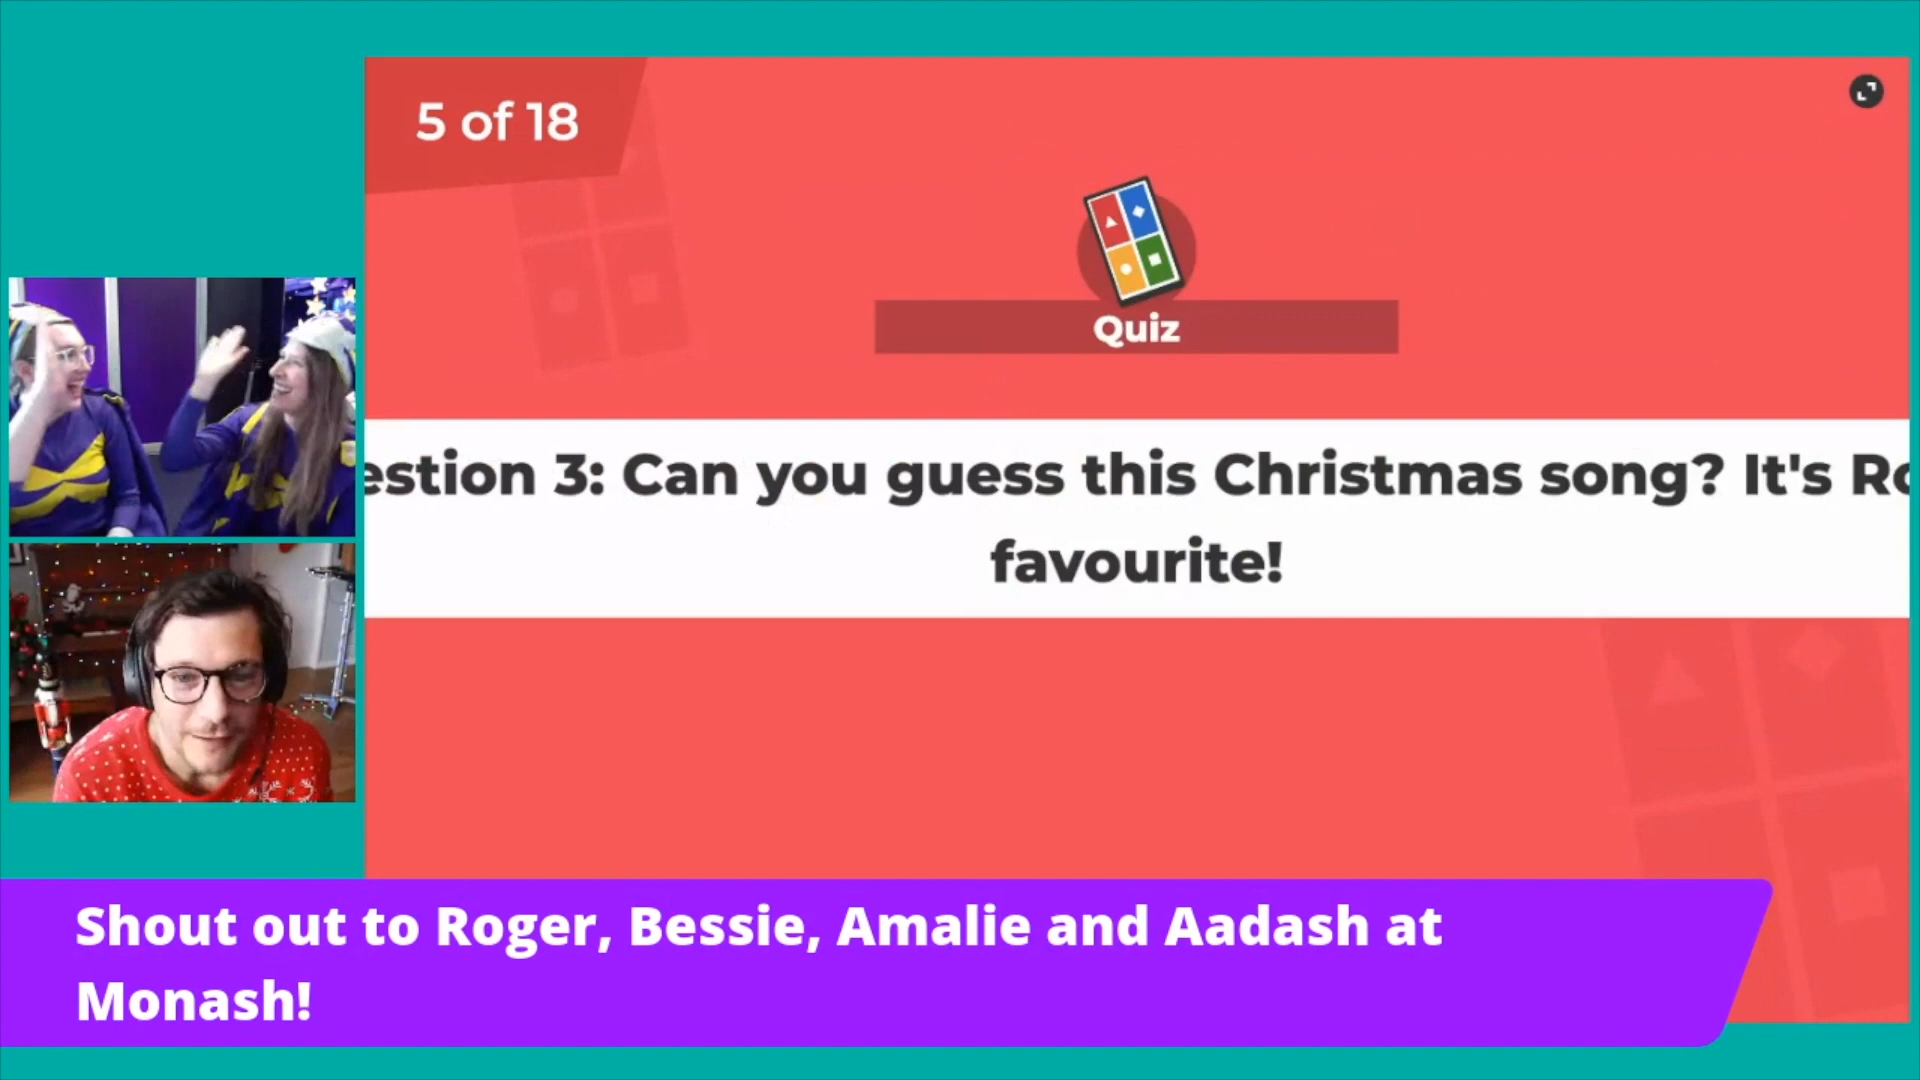 5 of 18
Quiz
estion 3: Can you guess this Christmas song? It's Ro
favourite!
Shout out to Roger, Bessie, Amalie and Aadash at
Monash!